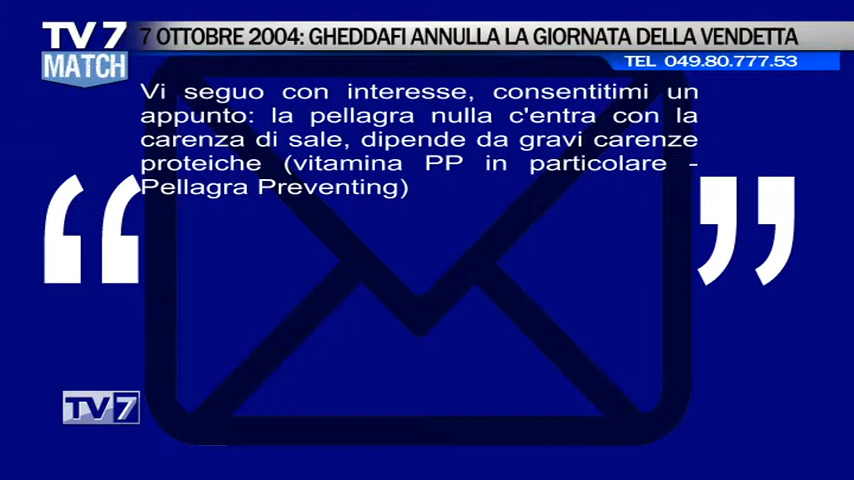 TV7
MATCH
7 OTTOBRE 2004: GHEDDAFI ANNULLA LA GIORNATA DELLA VENDETTA
TEL 049.80.777.53
Vi seguo con interesse, consentitimi un
appunto: la pellagra nulla c'entra con la
carenza di sale, dipende da gravi carenze
proteiche (vitamina PP in particolare -
Pellagra Preventing)
TV7